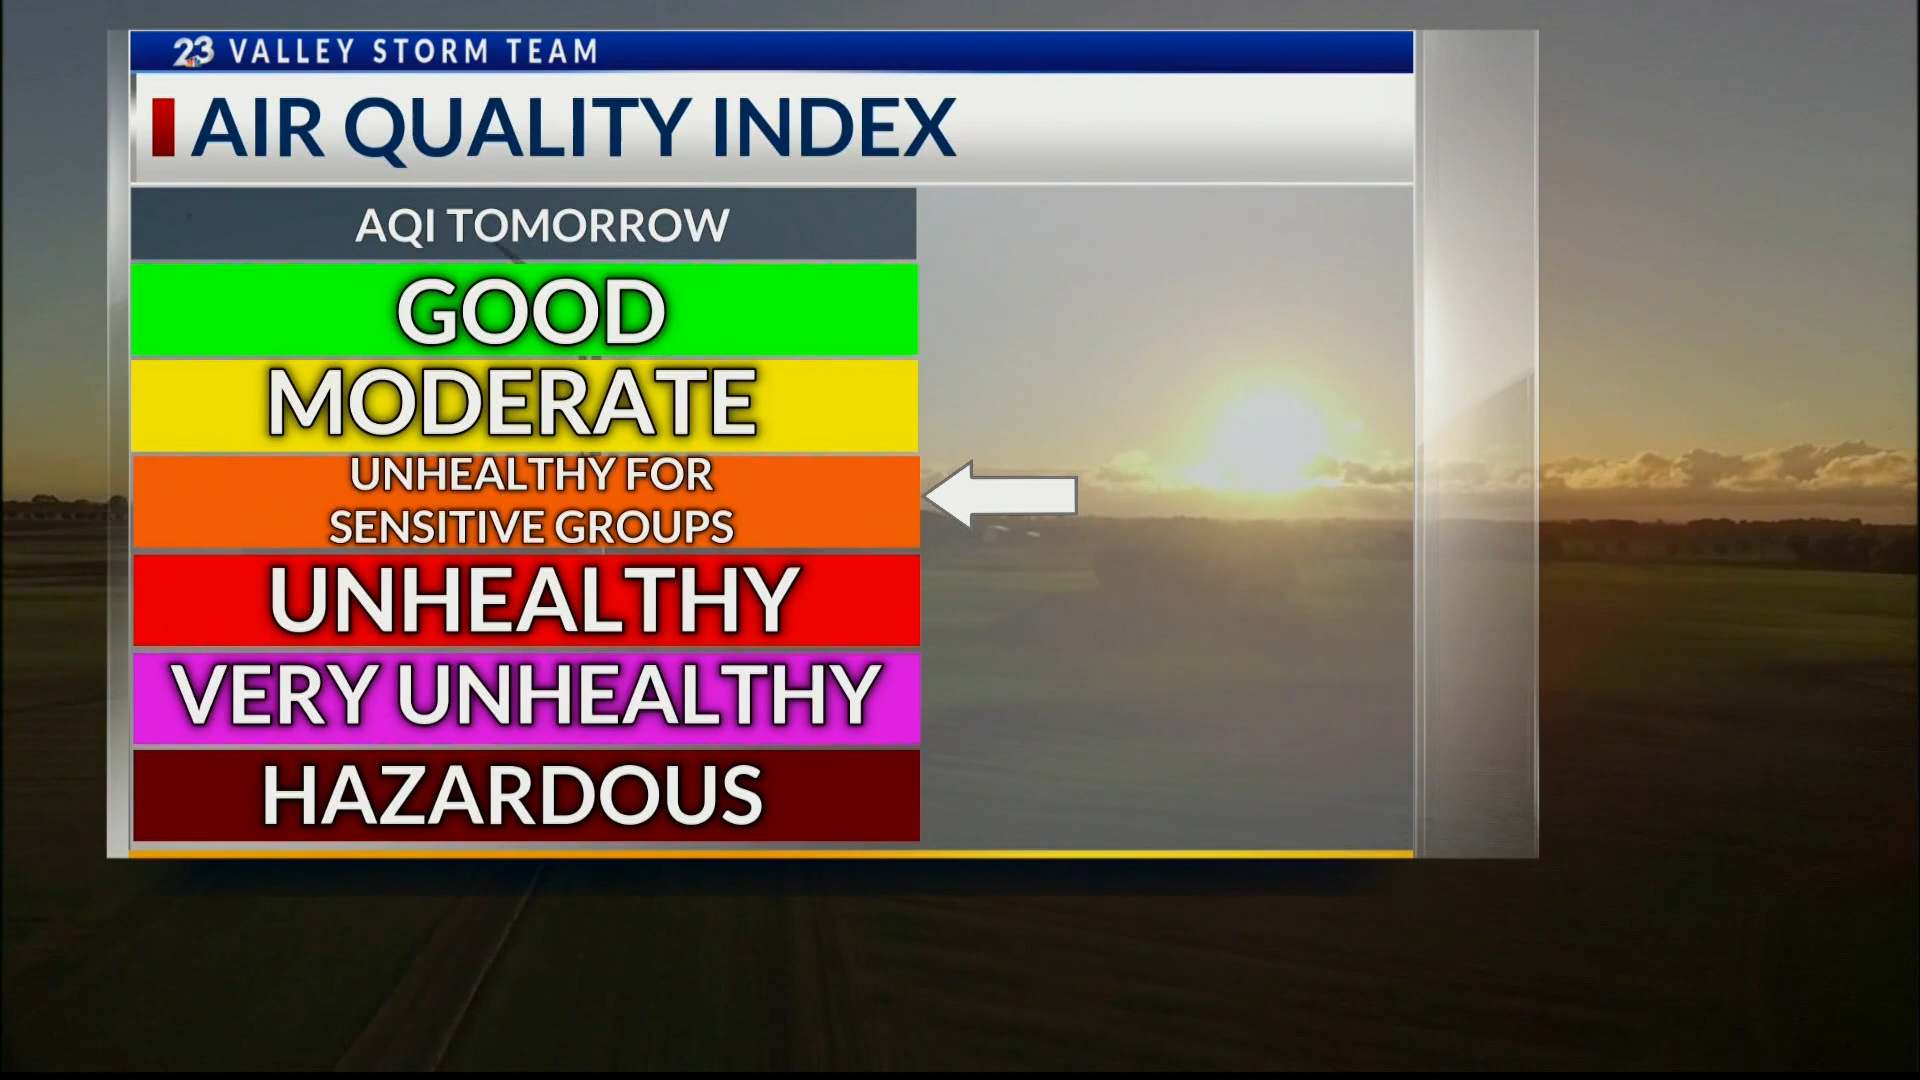 23 VALLEY STORM TEAM
AIR QUALITY INDEX
AQI TOMORROW
GOOD
MODERATE
UNHEALTHY FOR
SENSITIVE GROUPS
UNHEALTHY
VERY UNHEALTHY
HAZARDOUS